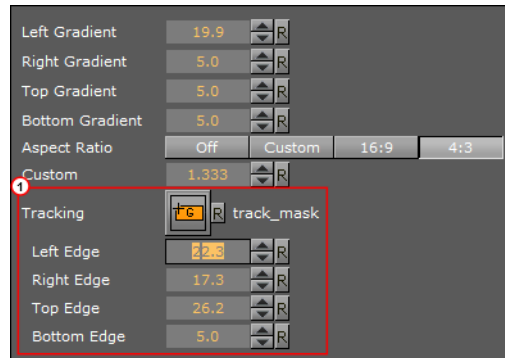 Left Gradient 19.9 R
Right Gradient 5.0 R
Top Gradient 5.0 R
Bottom Gradient 5.0 R
Aspect Ratio Off Custom 16:9 4:3
Custom 1.333 R
1
Tracking G R track_mask
Left Edge 22.3 R
Right Edge 17.3 R
Top Edge 26.2 R
Bottom Edge 5.0 R